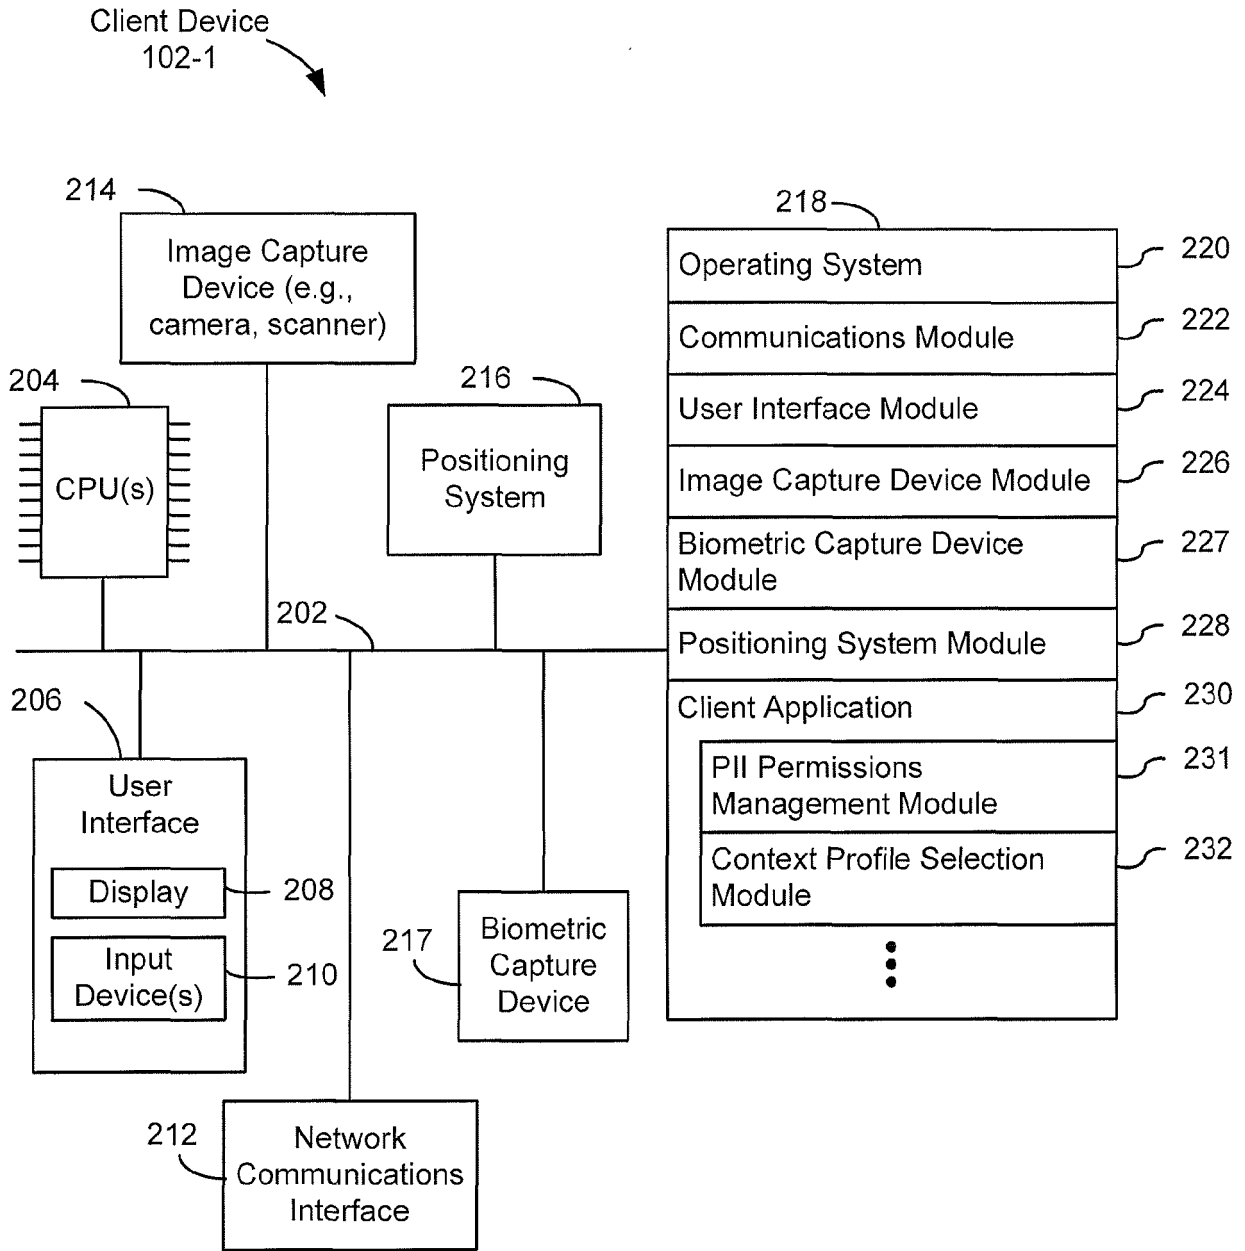 Client Device
102-1
214
Image Capture
Device (e.g.,
camera, scanner)
204
CPU(s)
216
Positioning
System
202
206
User
Interface
Display
208
Input
Device(s)
210
217
Biometric
Capture
Device
212
Network
Communications
Interface
218
Operating System
220
Communications Module
222
User Interface Module
224
Image Capture Device Module
226
Biometric Capture Device
Module
227
Positioning System Module
228
Client Application
230
PII Permissions
Management Module
231
Context Profile Selection
Module
232